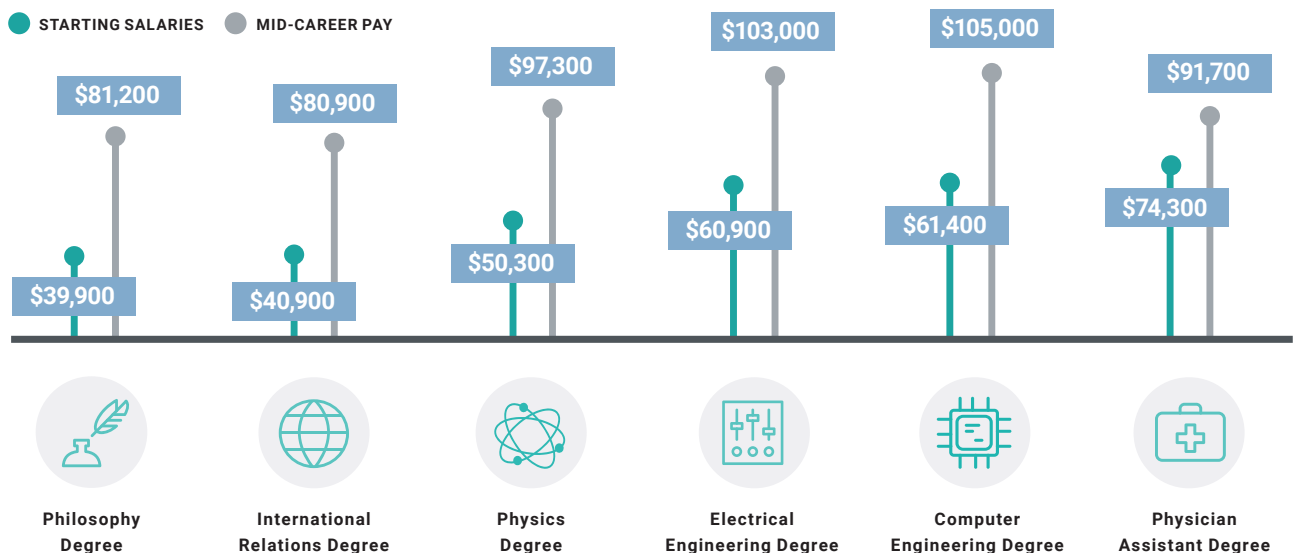 STARTING SALARIES
MID-CAREER PAY
$81,200
$39,900
$80,900
$40,900
$97,300
$50,300
$103,000
$60,900
$105,000
$61,400
$91,700
$74,300
Philosophy
Degree
International
Relations Degree
Physics
Degree
Electrical
Engineering Degree
Computer
Engineering Degree
Physician
Assistant Degree